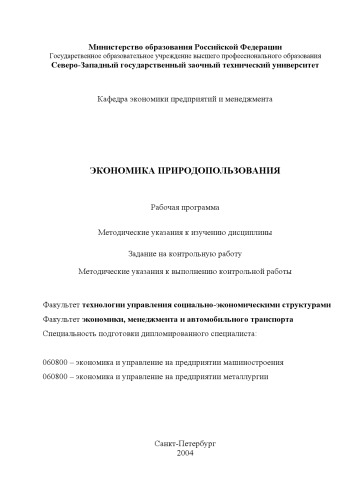 Министерство образования Российской Федерации
Государственное образовательное учреждение высшего профессионального образования
Северо-Западный государственный заочный технический университет
Кафедра экономики предприятий и менеджмента
ЭКОНОМИКА ПРИРОДОПОЛЬЗОВАНИЯ
Рабочая программа
Методические указания к изучению дисциплины
Задание на контрольную работу
Методические указания к выполнению контрольной работы
Факультет технологии управления социально-экономическими структурами
Факультет экономики, менеджмента и автомобильного транспорта
Специальность подготовки дипломированного специалиста:
060800 – экономика и управление на предприятии машиностроения
060800 – экономика и управление на предприятии металлургии
Санкт-Петербург
2004